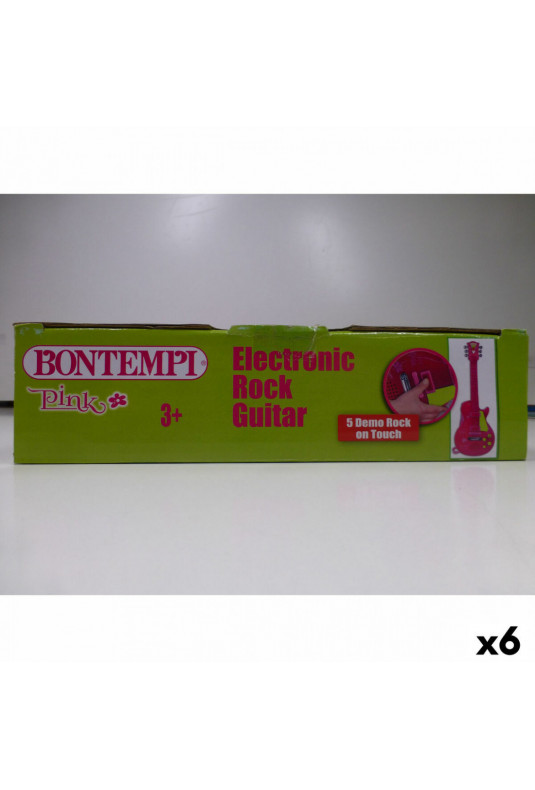 BONTEMPI®
Pink
3+
Electronic
Rock
Guitar
5 Demo Rock
on Touch
x6